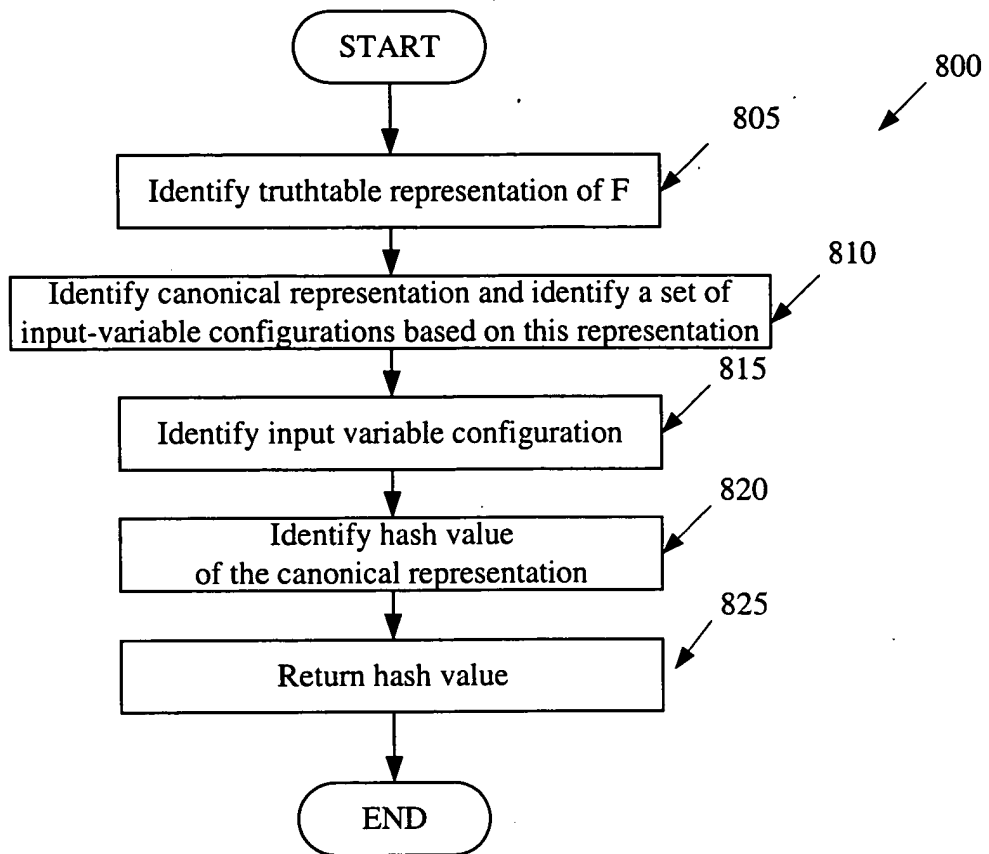 START
800
805
Identify truthtable representation of F
810
Identify canonical representation and identify a set of
input-variable configurations based on this representation
815
Identify input variable configuration
820
Identify hash value
of the canonical representation
825
Return hash value
END